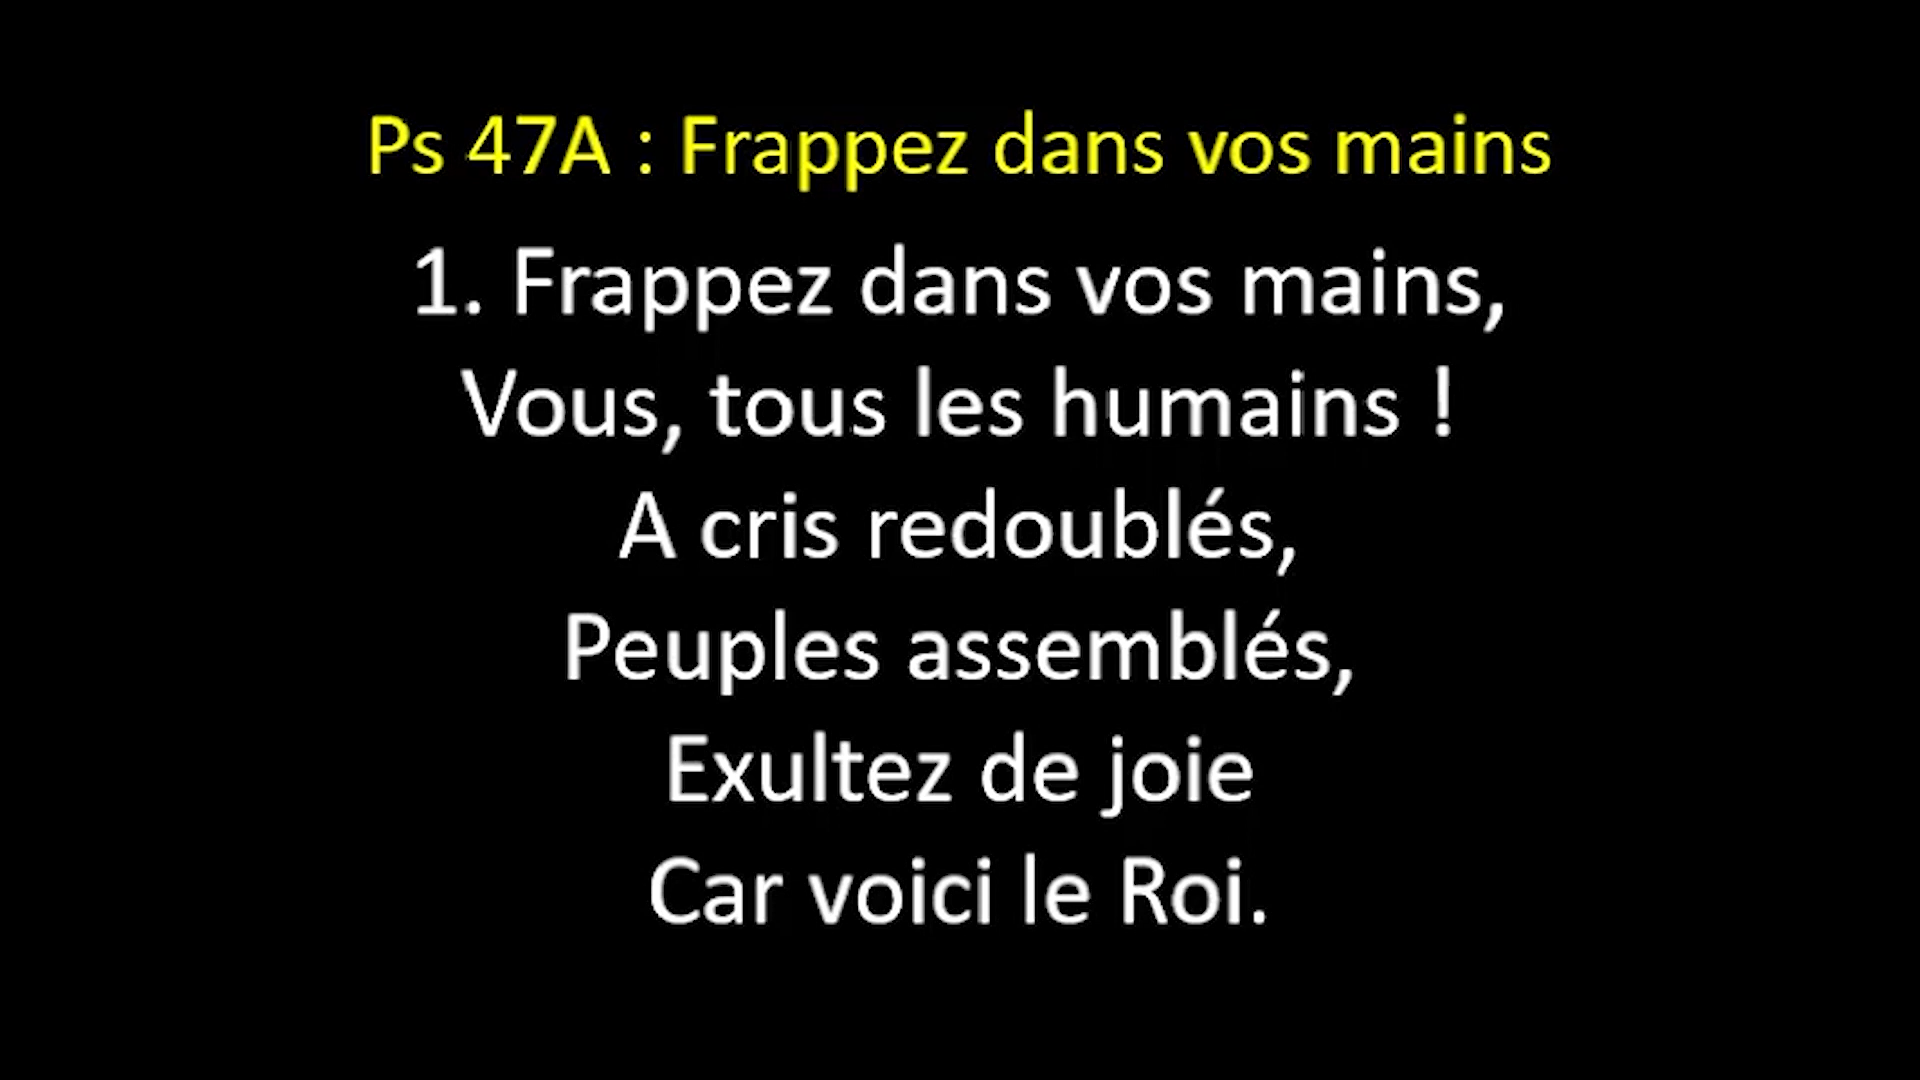 Ps 47A : Frappez dans vos mains
1. Frappez dans vos mains,
Vous, tous les humains !
A cris redoublés,
Peuples assemblés,
Exultez de joie
Car voici le Roi.